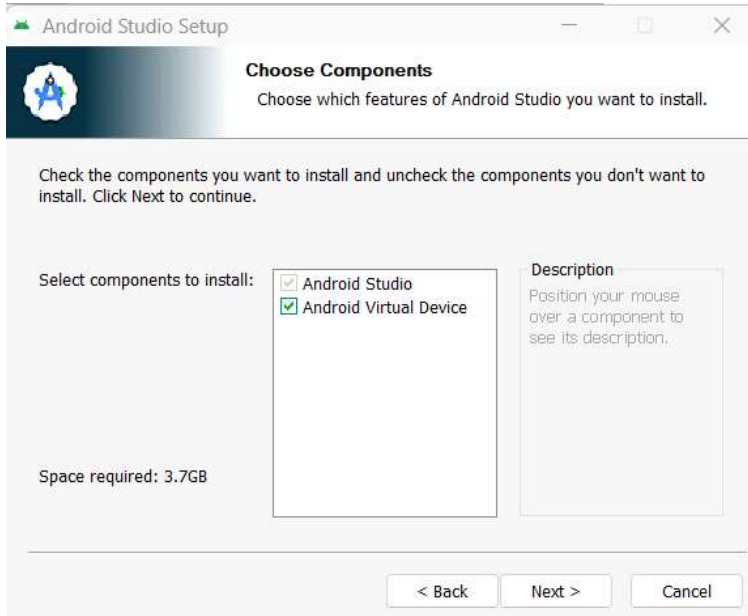 Android Studio Setup
Choose Components
Choose which features of Android Studio you want to install.
Check the components you want to install and uncheck the components you don't want to
install. Click Next to continue.
Select components to install:
Android Studio
Android Virtual Device
Description
Position your mouse
over a component to
see its description.
Space required: 3.7GB
< Back
Next >
Cancel